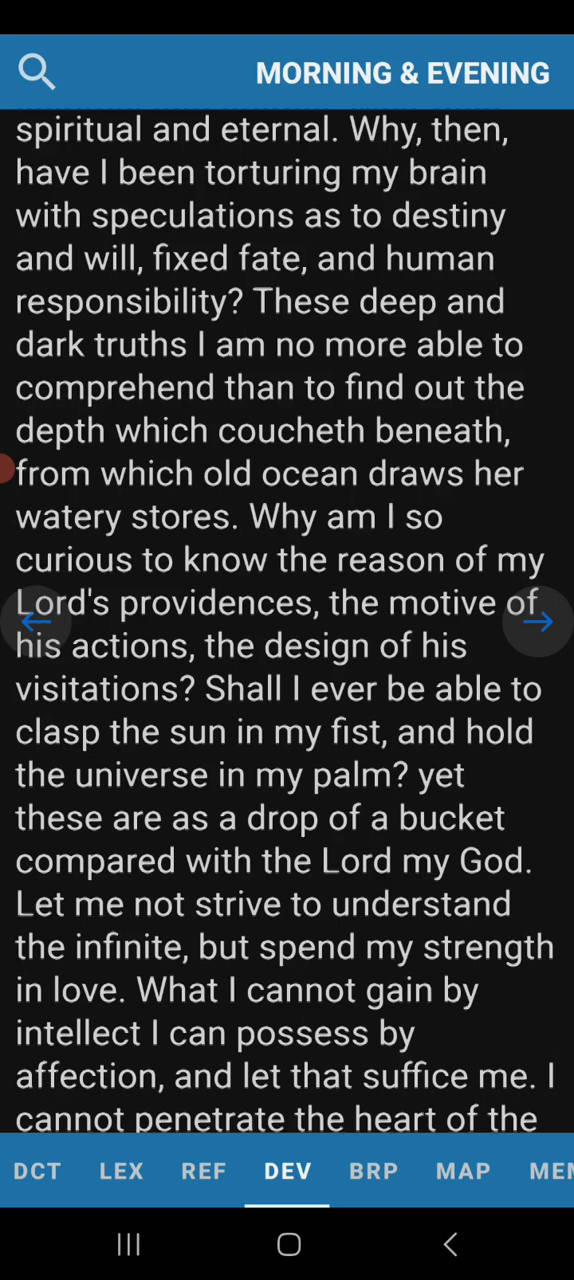 MORNING & EVENING
spiritual and eternal. Why, then,
have I been torturing my brain
with speculations as to destiny
and will, fixed fate, and human
responsibility? These deep and
dark truths I am no more able to
comprehend than to find out the
depth which coucheth beneath,
from which old ocean draws her
watery stores. Why am I so
curious to know the reason of my
Lord's providences, the motive of
his actions, the design of his
visitations? Shall I ever be able to
clasp the sun in my fist, and hold
the universe in my palm? yet
these are as a drop of a bucket
compared with the Lord my God.
Let me not strive to understand
the infinite, but spend my strength
in love. What I cannot gain by
intellect I can possess by
affection, and let that suffice me. I
cannot penetrate the heart of the
DCT LEX REF DEV BRP MAP MEM